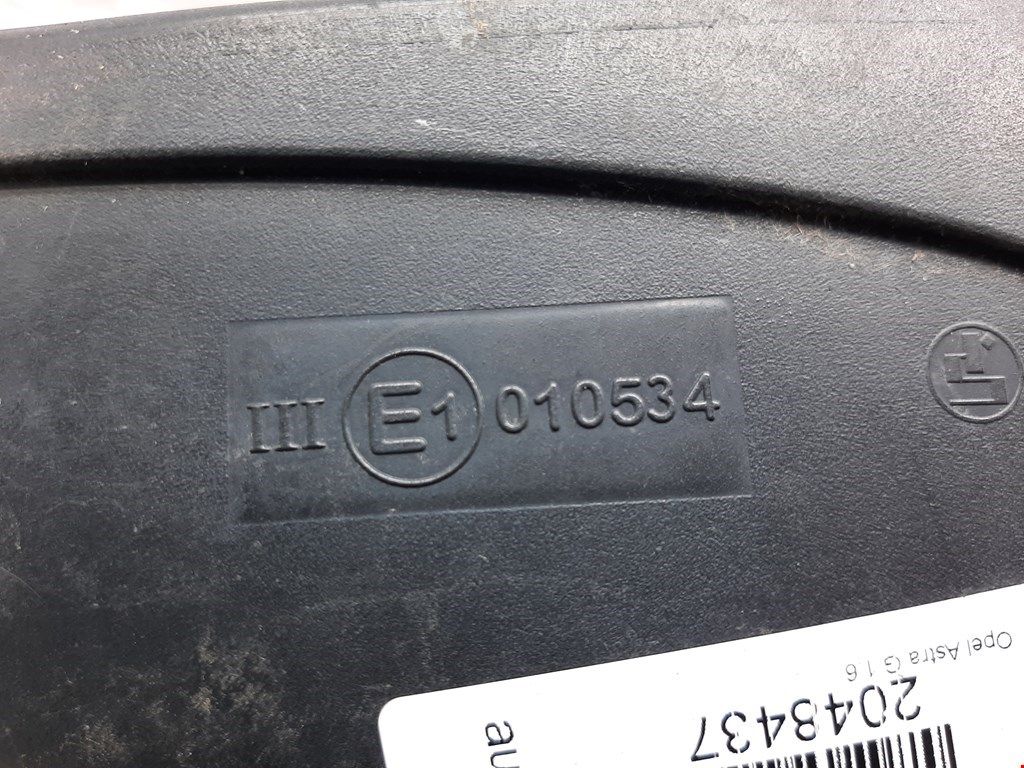 III E1 010534
Opel Astra G 1.6
2048437
au